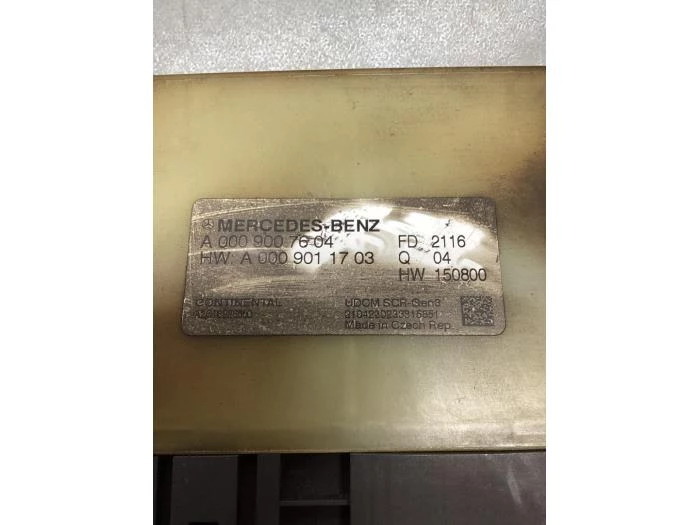 MERCEDES-BENZ
A 000 900 76 04 FD 2116
HW: A 000 901 17 03 Q 04
HW 150800
CONTINENTAL UDCM SCR-Gen3
Made in Czech Rep.